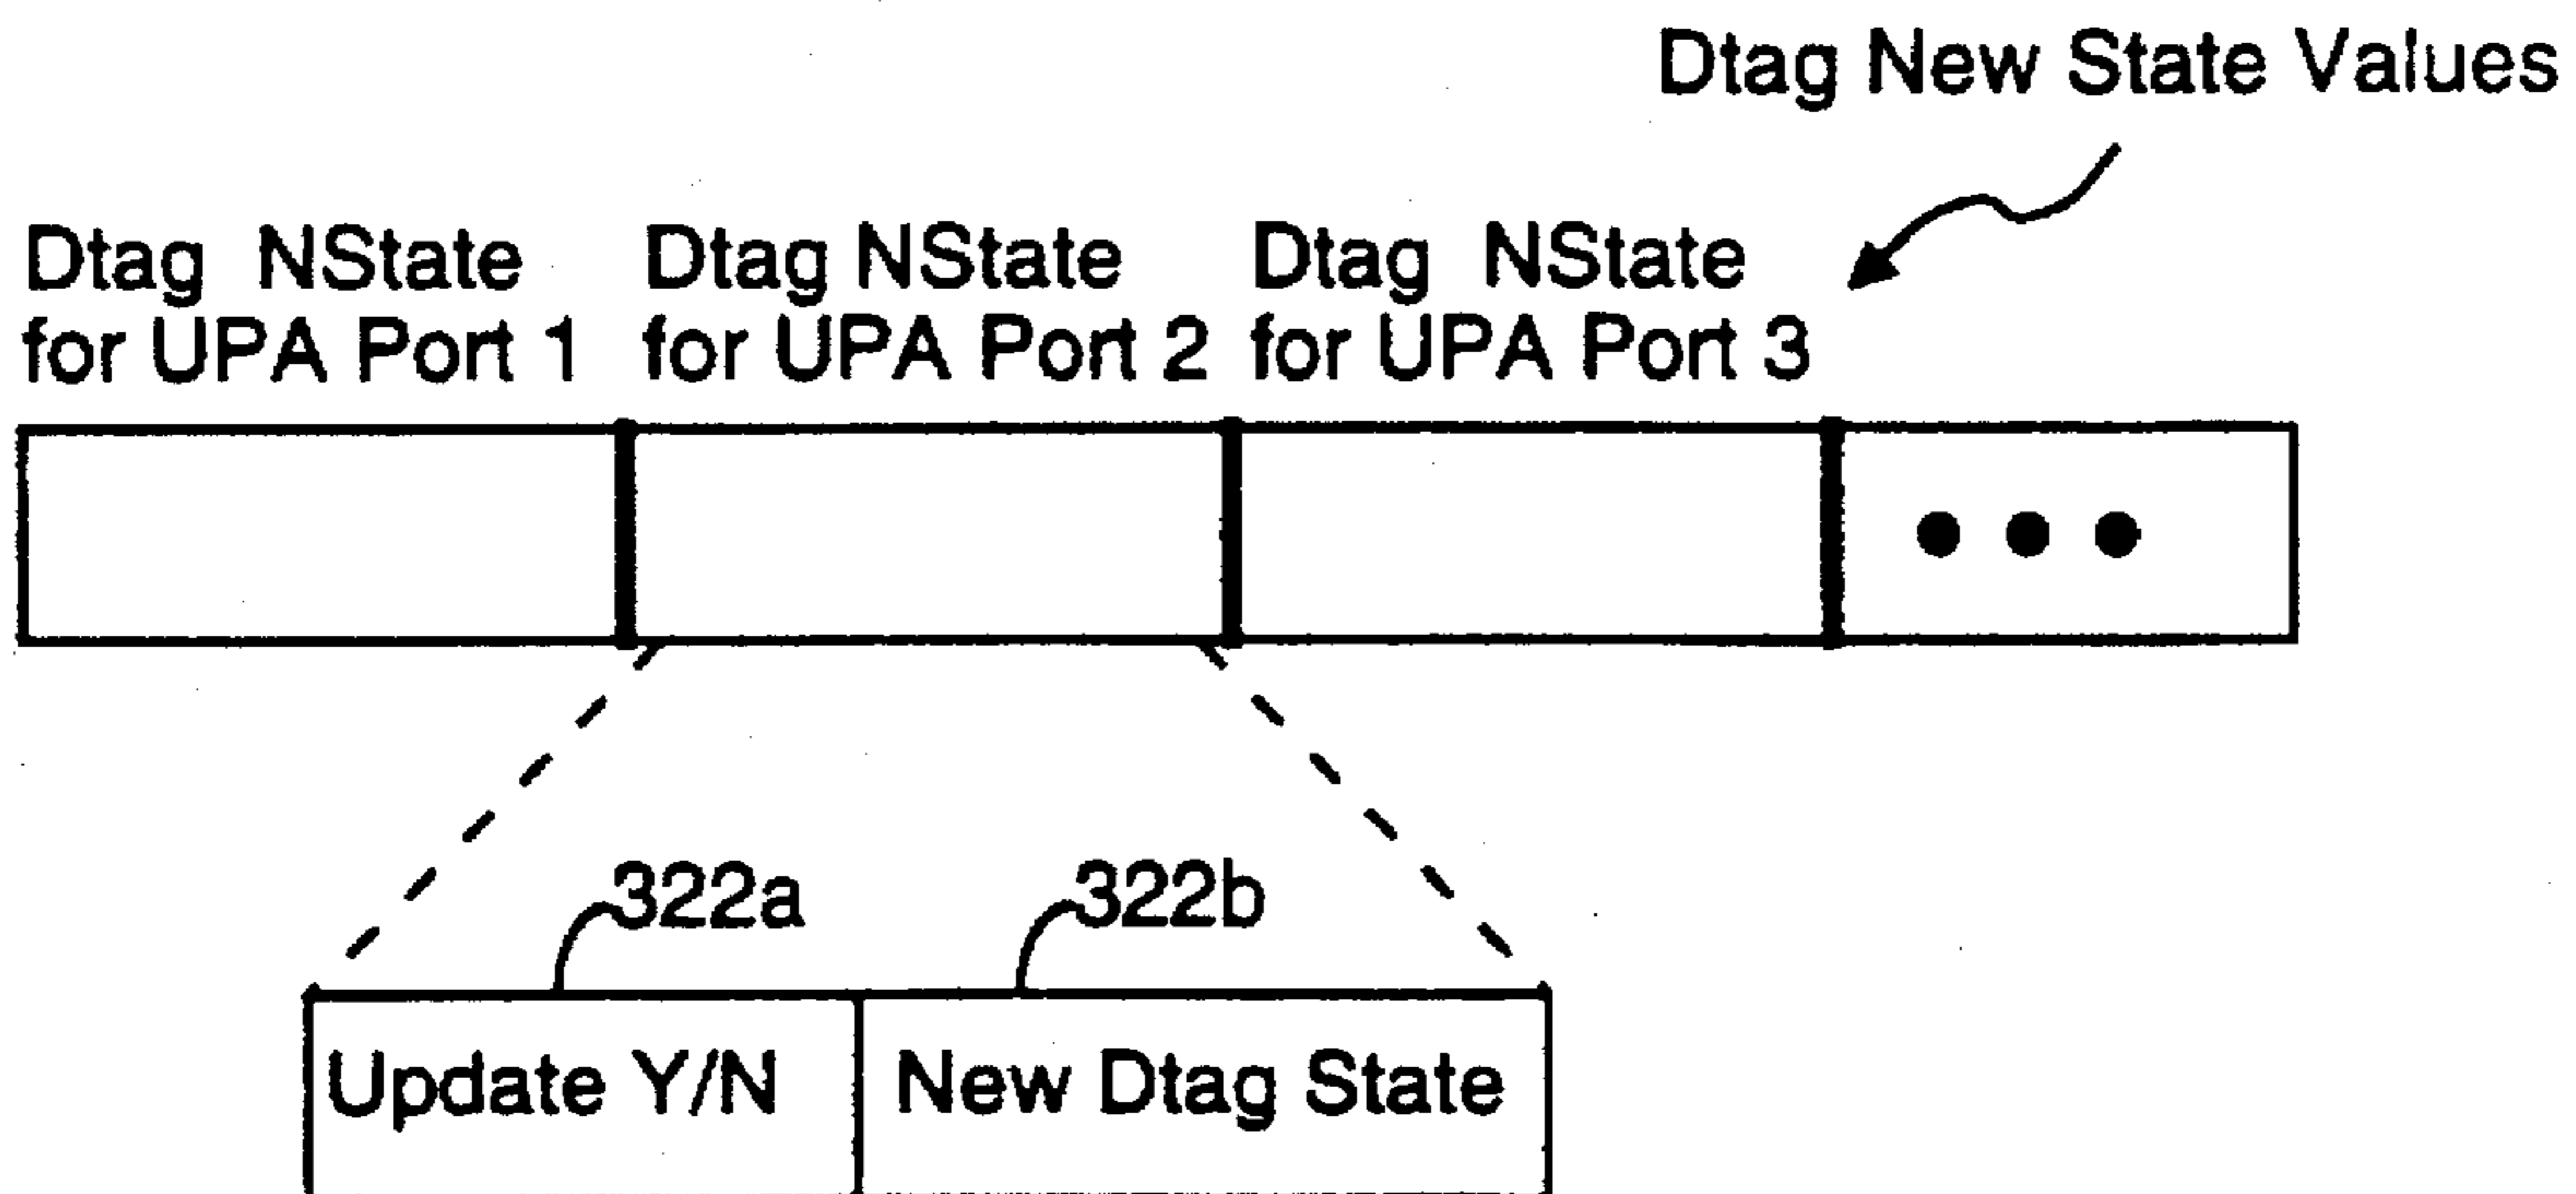 Dtag New State Values
Dtag NState
for UPA Port 1
Dtag NState
for UPA Port 2
Dtag NState
for UPA Port 3
322a
322b
Update Y/N
New Dtag State